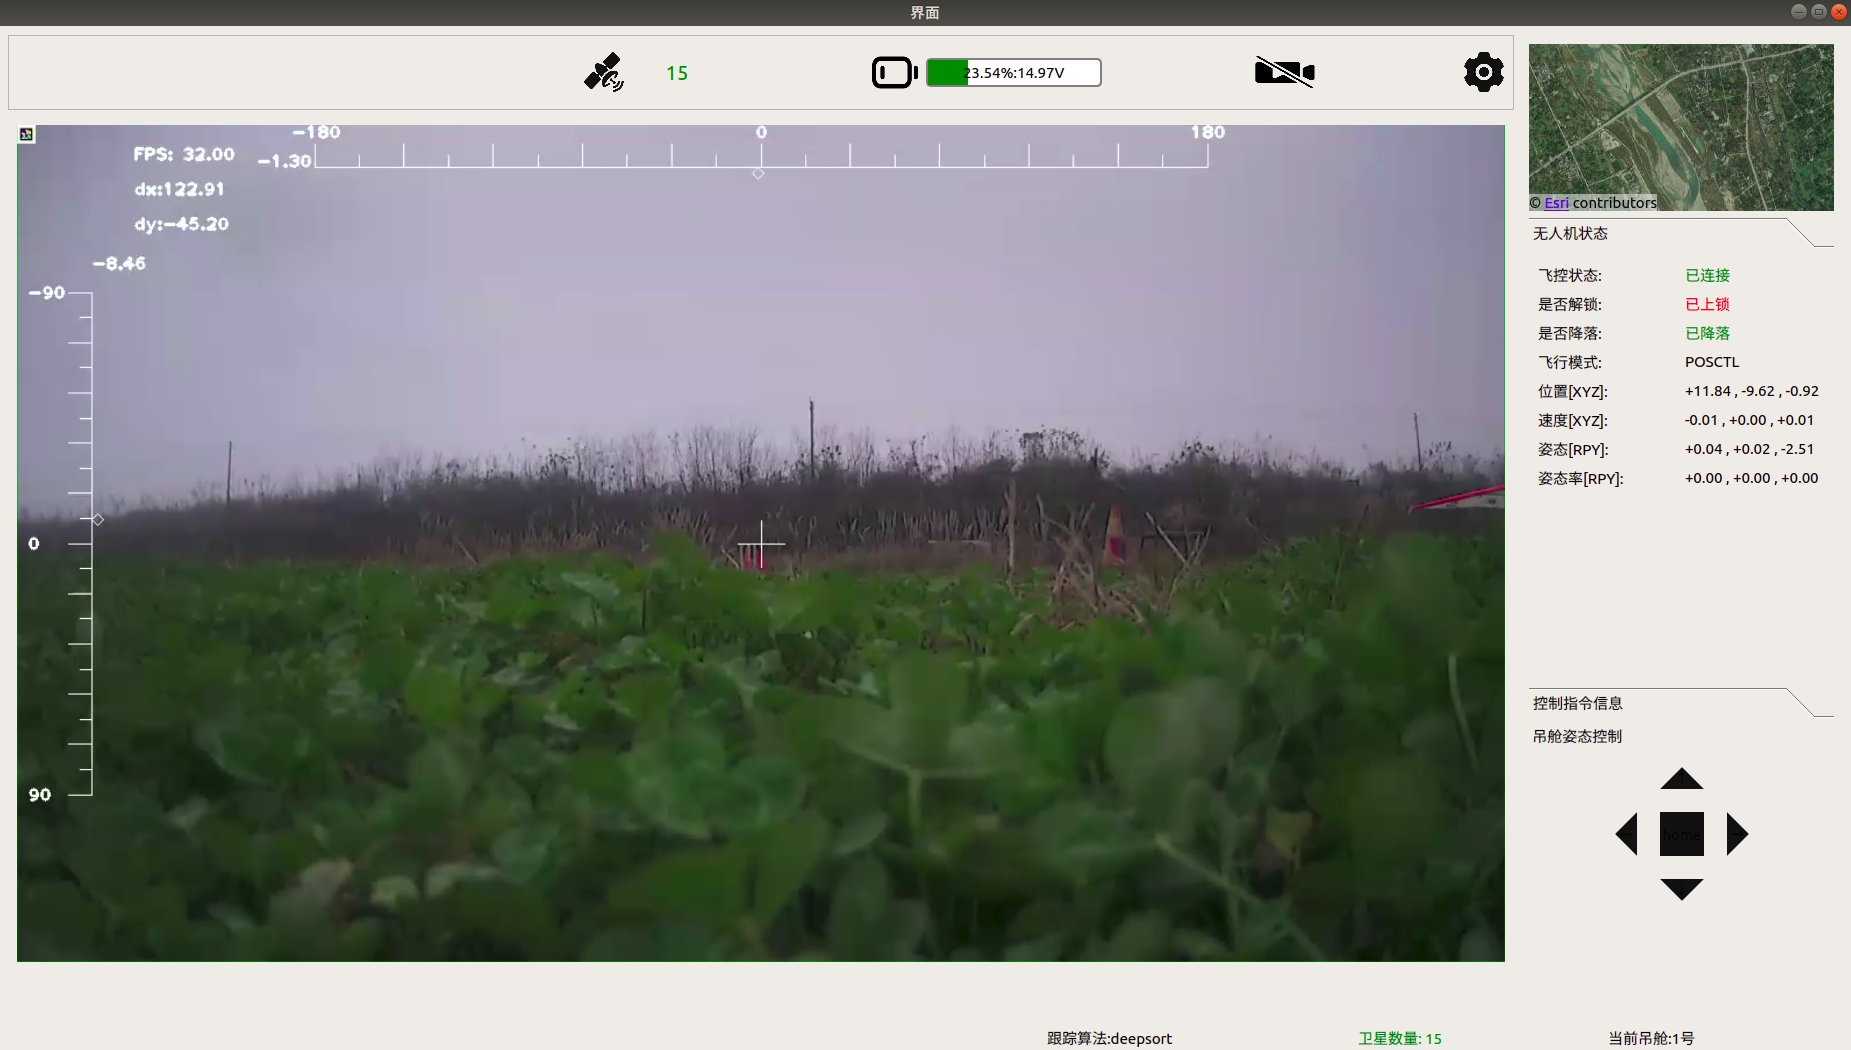 界面
15
23.54%:14.97V
-180
0
180
FPS: 32.00
-1.30
dx:122.91
dy:-45.20
-8.46
-90
0
90
© Esri contributors
无人机状态
飞控状态: 已连接
是否解锁: 已上锁
是否降落: 已降落
飞行模式: POSCTL
位置[XYZ]: +11.84 , -9.62 , -0.92
速度[XYZ]: -0.01 , +0.00 , +0.01
姿态[RPY]: +0.04 , +0.02 , -2.51
姿态率[RPY]: +0.00 , +0.00 , +0.00
控制指令信息
吊舱姿态控制
home
跟踪算法:deepsort
卫星数量: 15
当前吊舱:1号